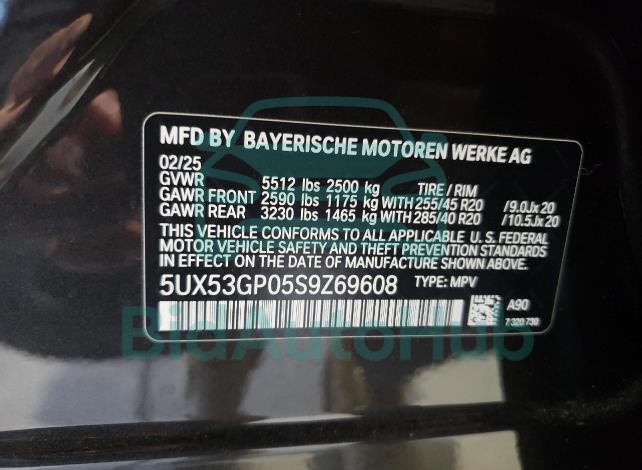 MFD BY BAYERISCHE MOTOREN WERKE AG
02/25
GVWR 5512 lbs 2500 kg TIRE / RIM
GAWR FRONT 2590 lbs 1175 kg WITH 255/45 R20 /9.0Jx20
GAWR REAR 3230 lbs 1465 kg WITH 285/40 R20 /10.5Jx20
THIS VEHICLE CONFORMS TO ALL APPLICABLE U.S. FEDERAL
MOTOR VEHICLE SAFETY AND THEFT PREVENTION STANDARDS
IN EFFECT ON THE DATE OF MANUFACTURE SHOWN ABOVE.
5UX53GP05S9Z69608 TYPE: MPV
A90
7 320 730
BidAutoHub